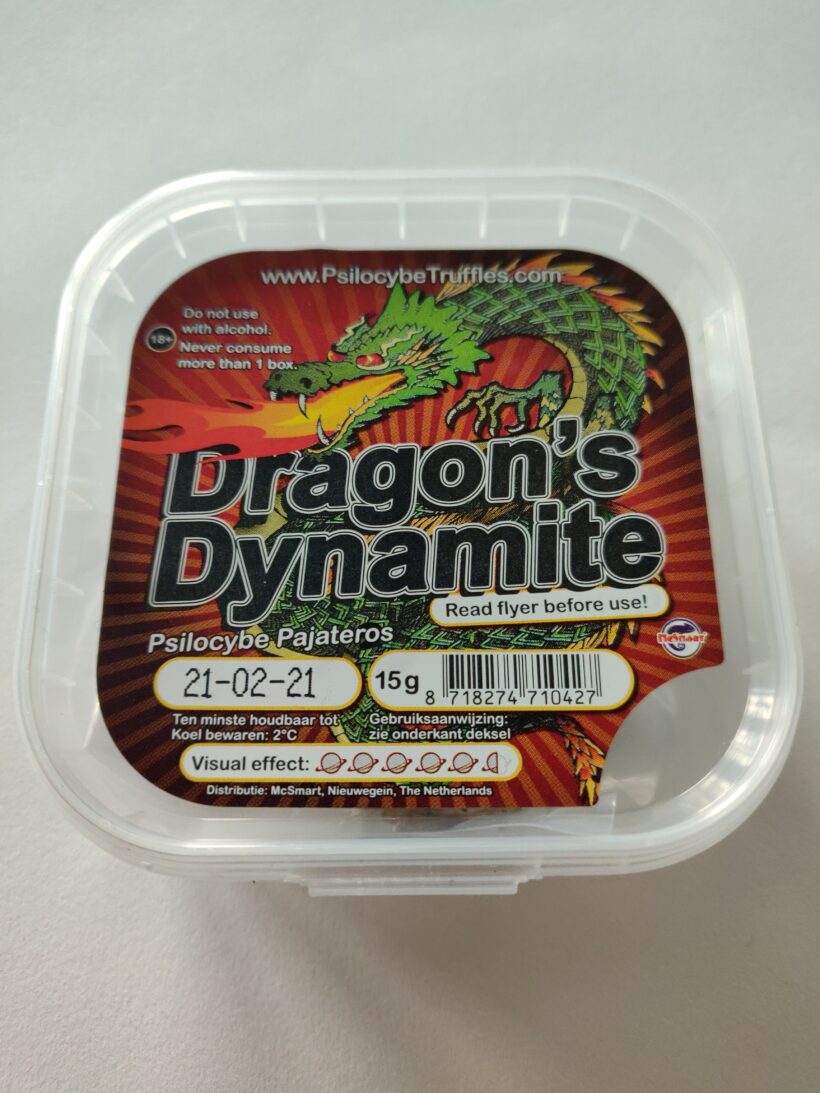 www.PsilocybeTruffles.com
Do not use
with alcohol.
18+
Never consume
more than 1 box.
Dragon's
Dynamite
Read flyer before use!
Psilocybe Pajateros
McSmart
21-02-21
15g
8 718274 710427
Ten minste houdbaar tot
Koel bewaren: 2°C
Gebruiksaanwijzing:
zie onderkant deksel
Visual effect:
Distributie: McSmart, Nieuwegein, The Netherlands